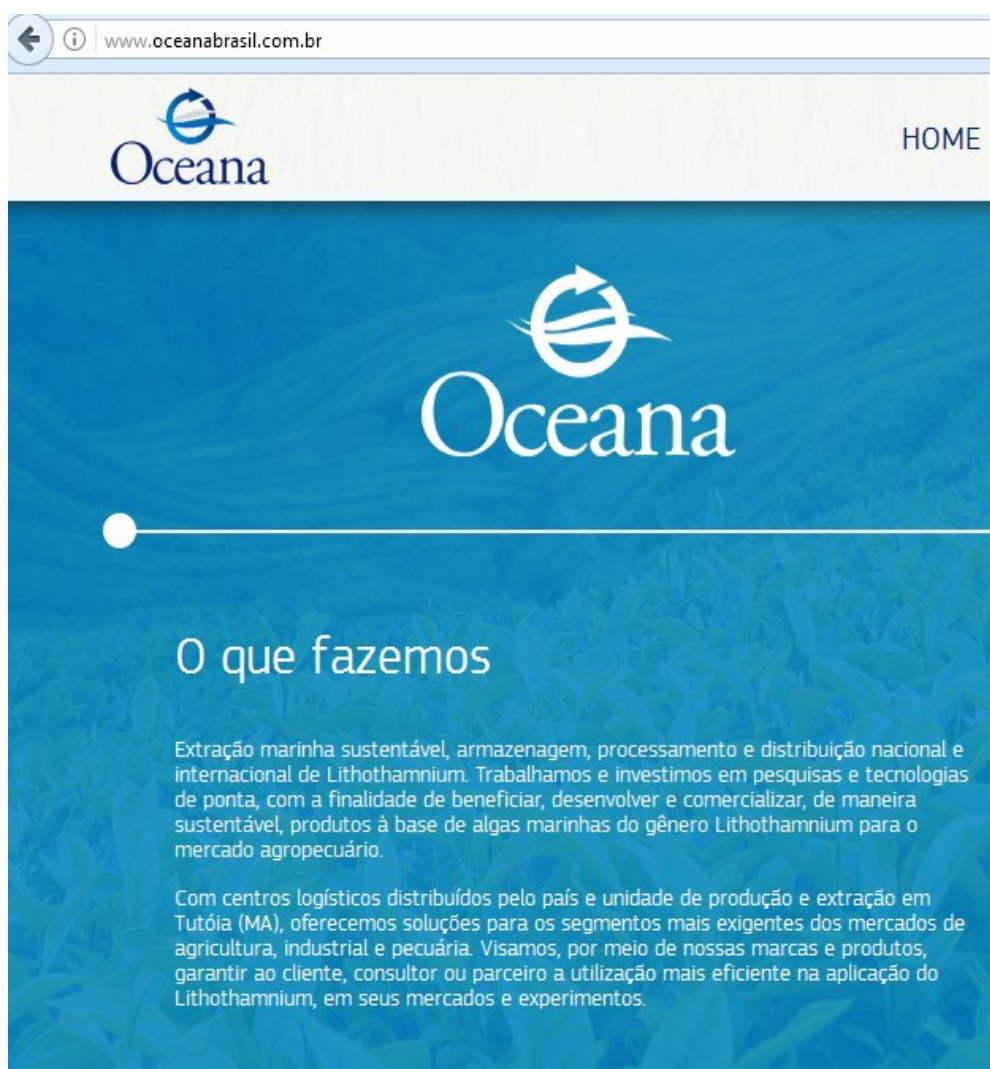 www.oceanabrasil.com.br
Oceana
HOME
Oceana
O que fazemos
Extração marinha sustentável, armazenagem, processamento e distribuição nacional e
internacional de Lithothamnium. Trabalhamos e investimos em pesquisas e tecnologias
de ponta, com a finalidade de beneficiar, desenvolver e comercializar, de maneira
sustentável, produtos à base de algas marinhas do gênero Lithothamnium para o
mercado agropecuário.
Com centros logísticos distribuídos pelo país e unidade de produção e extração em
Tutóia (MA), oferecemos soluções para os segmentos mais exigentes dos mercados de
agricultura, industrial e pecuária. Visamos, por meio de nossas marcas e produtos,
garantir ao cliente, consultor ou parceiro a utilização mais eficiente na aplicação do
Lithothamnium, em seus mercados e experimentos.